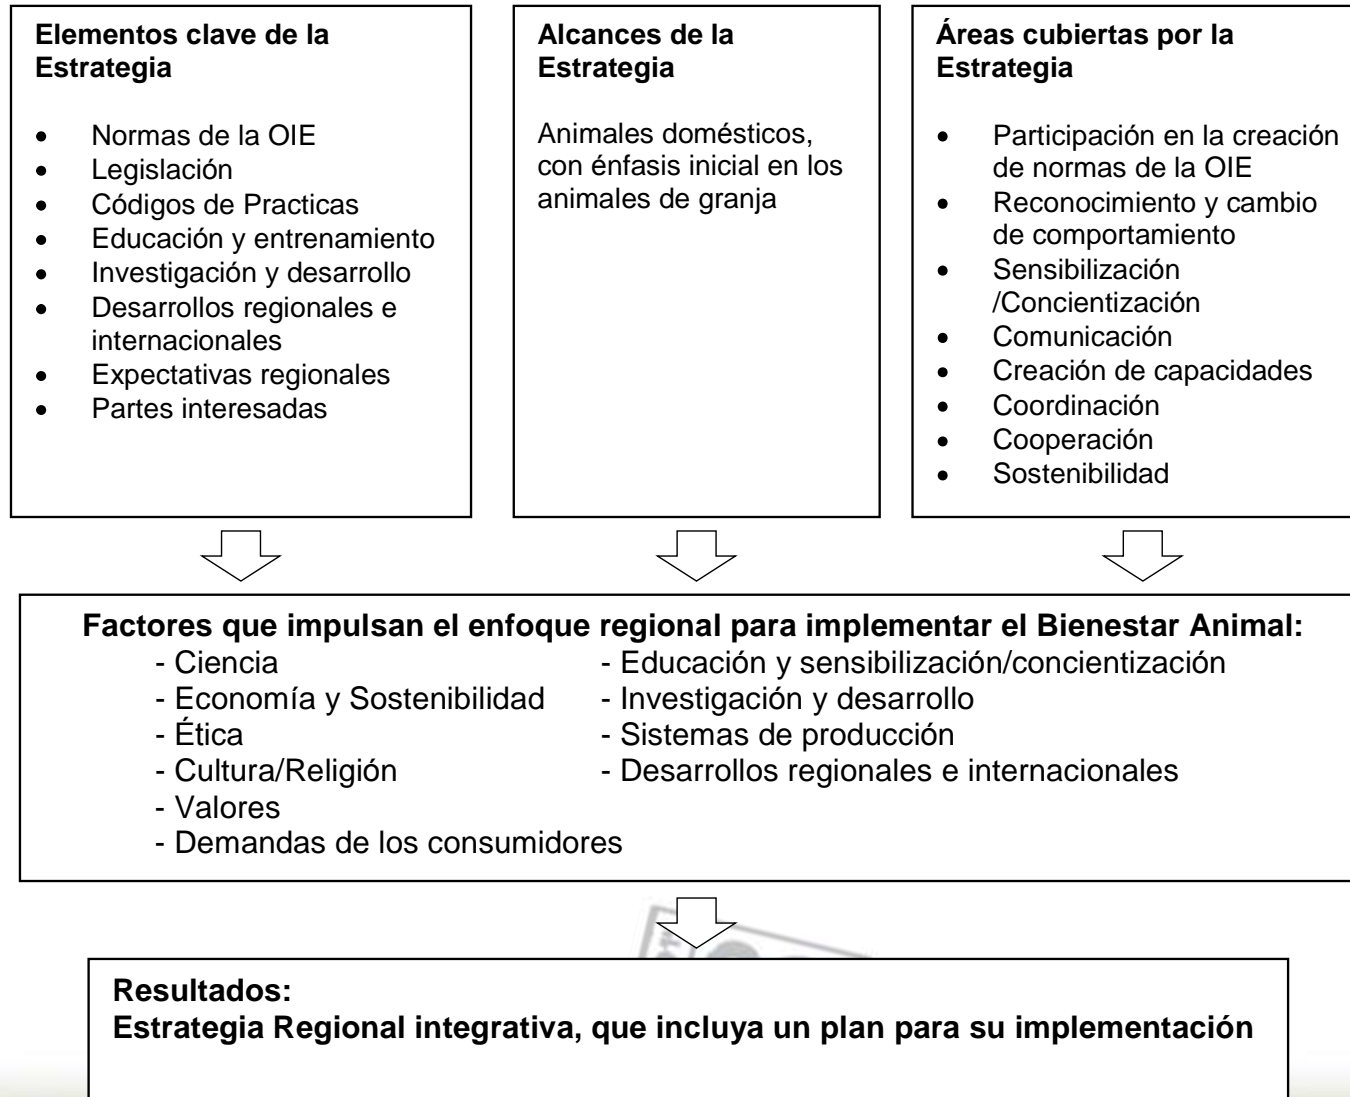 Elementos clave de la
Estrategia
• Normas de la OIE
• Legislación
• Códigos de Practicas
• Educación y entrenamiento
• Investigación y desarrollo
• Desarrollos regionales e
internacionales
• Expectativas regionales
• Partes interesadas
Alcances de la
Estrategia
Animales domésticos,
con énfasis inicial en los
animales de granja
Áreas cubiertas por la
Estrategia
• Participación en la creación
de normas de la OIE
• Reconocimiento y cambio
de comportamiento
• Sensibilización
/Concientización
• Comunicación
• Creación de capacidades
• Coordinación
• Cooperación
• Sostenibilidad
Factores que impulsan el enfoque regional para implementar el Bienestar Animal:
- Ciencia
- Economía y Sostenibilidad
- Ética
- Cultura/Religión
- Valores
- Demandas de los consumidores
- Educación y sensibilización/concientización
- Investigación y desarrollo
- Sistemas de producción
- Desarrollos regionales e internacionales
Resultados:
Estrategia Regional integrativa, que incluya un plan para su implementación